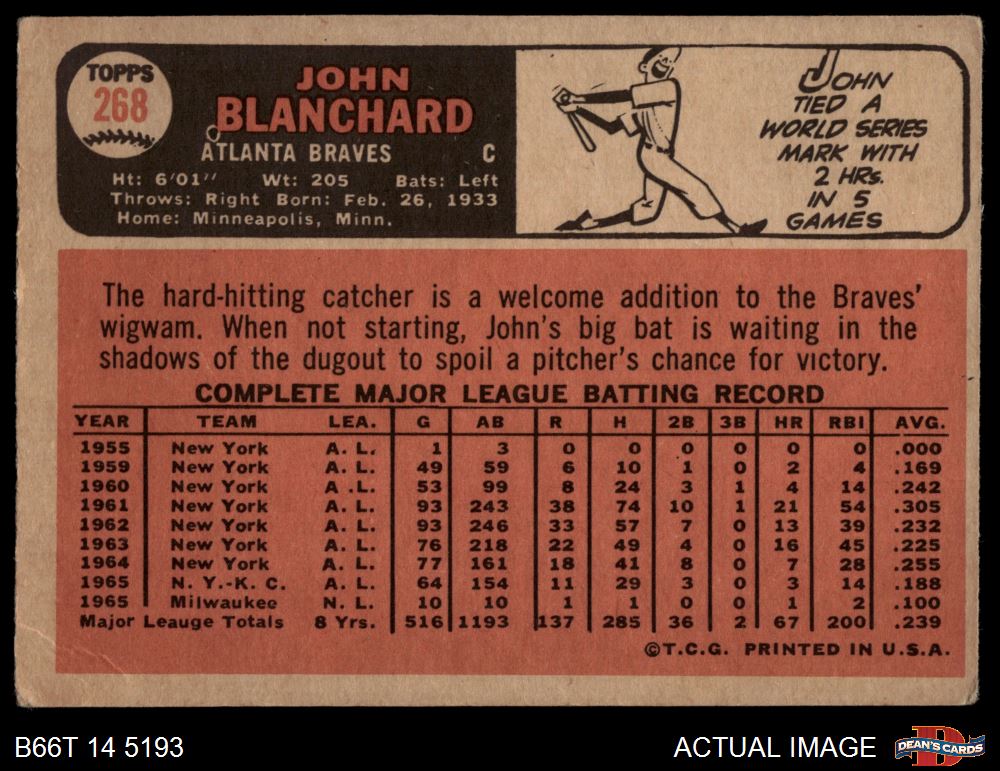 TOPPS
268
JOHN
BLANCHARD
ATLANTA BRAVES C
Ht: 6'01" Wt: 205 Bats: Left
Throws: Right Born: Feb. 26, 1933
Home: Minneapolis, Minn.
JOHN
TIED A
WORLD SERIES
MARK WITH
2 HRs.
IN 5
GAMES
The hard-hitting catcher is a welcome addition to the Braves'
wigwam. When not starting, John's big bat is waiting in the
shadows of the dugout to spoil a pitcher's chance for victory.
COMPLETE MAJOR LEAGUE BATTING RECORD
YEAR TEAM LEA. G AB R H 2B 3B HR RBI AVG.
1955 New York A. L. 1 3 0 0 0 0 0 0 .000
1959 New York A. L. 49 59 6 10 1 0 2 4 .169
1960 New York A .L. 53 99 8 24 3 1 4 14 .242
1961 New York A. L. 93 243 38 74 10 1 21 54 .305
1962 New York A. L. 93 246 33 57 7 0 13 39 .232
1963 New York A. L. 76 218 22 49 4 0 16 45 .225
1964 New York A. L. 77 161 18 41 8 0 7 28 .255
1965 N. Y.-K. C. A. L. 64 154 11 29 3 0 3 14 .188
1965 Milwaukee N. L. 10 10 1 1 0 0 1 2 .100
Major Leauge Totals 8 Yrs. 516 1193 137 285 36 2 67 200 .239
©T.C.G. PRINTED IN U.S.A.
B66T 14 5193
ACTUAL IMAGE
D
DEAN'S CARDS